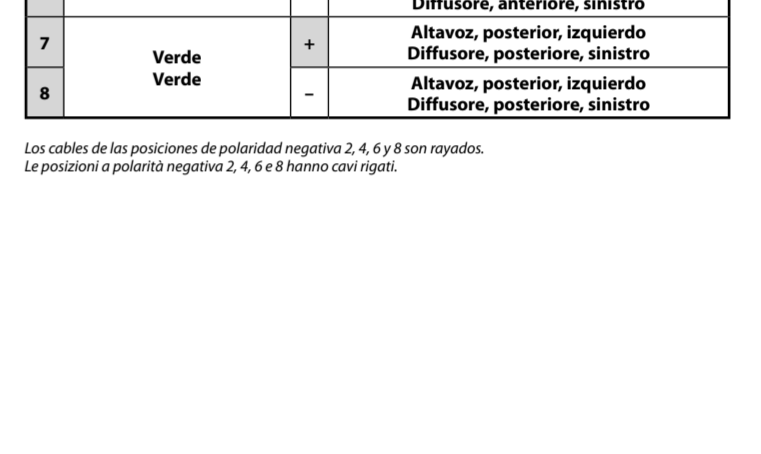 Diffusore, anteriore, sinistro
7
+
Altavoz, posterior, izquierdo
Diffusore, posteriore, sinistro
Verde
Verde
8
–
Altavoz, posterior, izquierdo
Diffusore, posteriore, sinistro
Los cables de las posiciones de polaridad negativa 2, 4, 6 y 8 son rayados.
Le posizioni a polarità negativa 2, 4, 6 e 8 hanno cavi rigati.